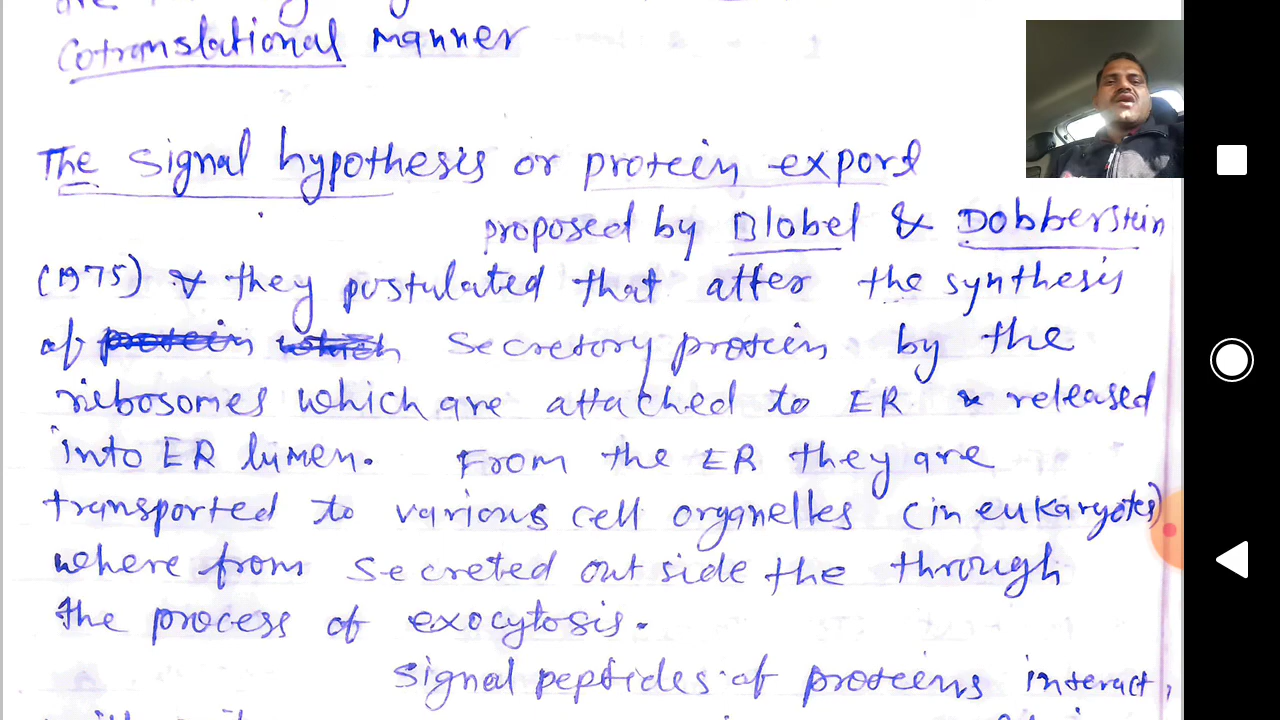 cotranslational manner
The signal hypothesis or protein export
proposed by Blobel & Dobberstein
(1975) & they postulated that after the synthesis
of protein which secretory protein by the
riebosomes which are attached to ER & released
into ER lumen. From the ER they are
transported to various cell organelles (in eukaryotes)
where from secreted out side the through
the process of exocytosis.
Signal peptides of proteins interact,